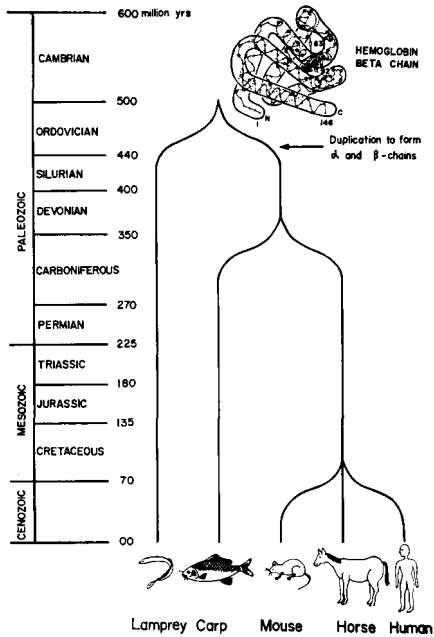 600 million yrs
CAMBRIAN
HEMOGLOBIN
BETA CHAIN
500
N
C
1
146
ORDOVICIAN
Duplication to form
α and β-chains
440
SILURIAN
400
DEVONIAN
350
PALEOZOIC
CARBONIFEROUS
270
PERMIAN
225
TRIASSIC
180
MESOZOIC
JURASSIC
135
CRETACEOUS
70
CENOZOIC
00
Lamprey Carp Mouse Horse Human